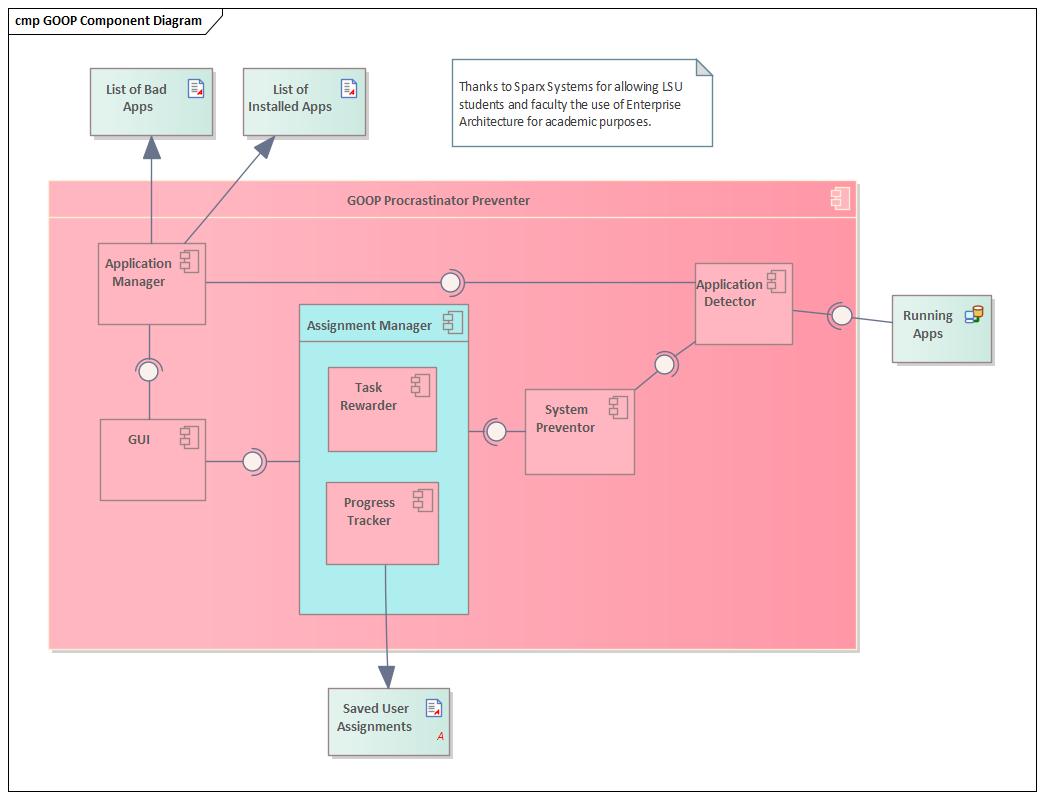 cmp GOOP Component Diagram
List of Bad
Apps
List of
Installed Apps
Thanks to Sparx Systems for allowing LSU
students and faculty the use of Enterprise
Architecture for academic purposes.
GOOP Procrastinator Preventer
Application
Manager
Application
Detector
Running
Apps
Assignment Manager
Task
Rewarder
System
Preventor
GUI
Progress
Tracker
Saved User
Assignments
A